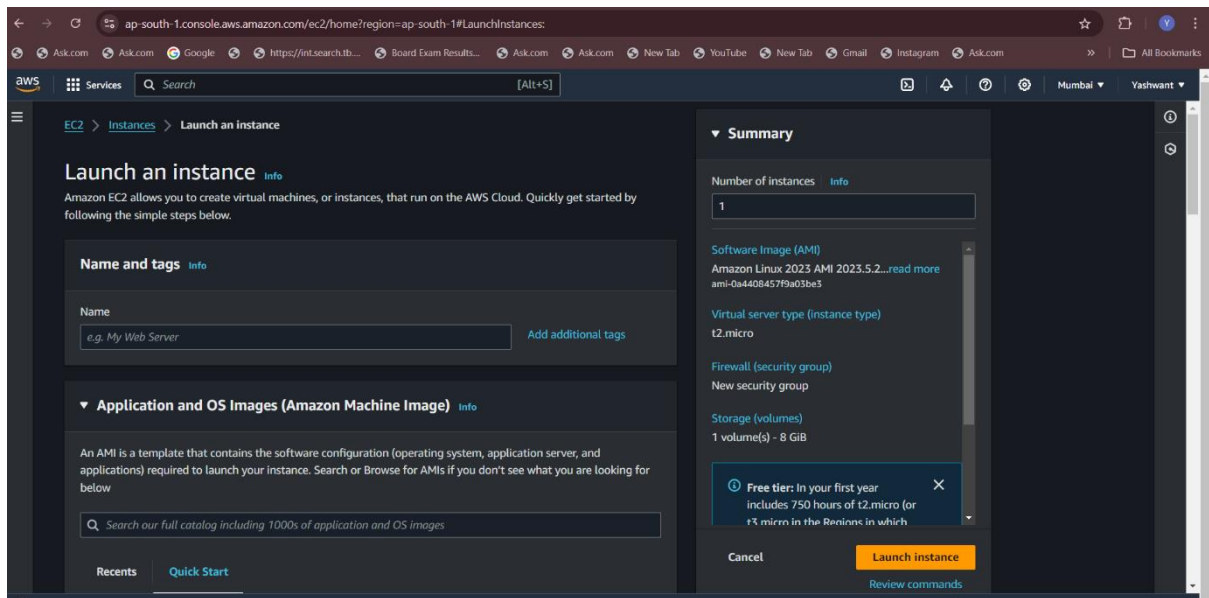 ap-south-1.console.aws.amazon.com/ec2/home?region=ap-south-1#LaunchInstances:
Y
Ask.com Ask.com Google https://int.search.tb.... Board Exam Results... Ask.com Ask.com New Tab YouTube New Tab Gmail Instagram Ask.com » All Bookmarks
aws Services Search [Alt+S] Mumbai ▼ Yashwant ▼
EC2 > Instances > Launch an instance
Launch an instance Info
Amazon EC2 allows you to create virtual machines, or instances, that run on the AWS Cloud. Quickly get started by
following the simple steps below.
Name and tags Info
Name
e.g. My Web Server
Add additional tags
▼ Application and OS Images (Amazon Machine Image) Info
An AMI is a template that contains the software configuration (operating system, application server, and
applications) required to launch your instance. Search or Browse for AMIs if you don't see what you are looking for
below
Search our full catalog including 1000s of application and OS images
Recents Quick Start
▼ Summary
Number of instances Info
1
Software Image (AMI)
Amazon Linux 2023 AMI 2023.5.2...read more
ami-0a4408457f9a03be3
Virtual server type (instance type)
t2.micro
Firewall (security group)
New security group
Storage (volumes)
1 volume(s) - 8 GiB
Free tier: In your first year
includes 750 hours of t2.micro (or
t3.micro in the Regions in which
Cancel Launch instance
Review commands